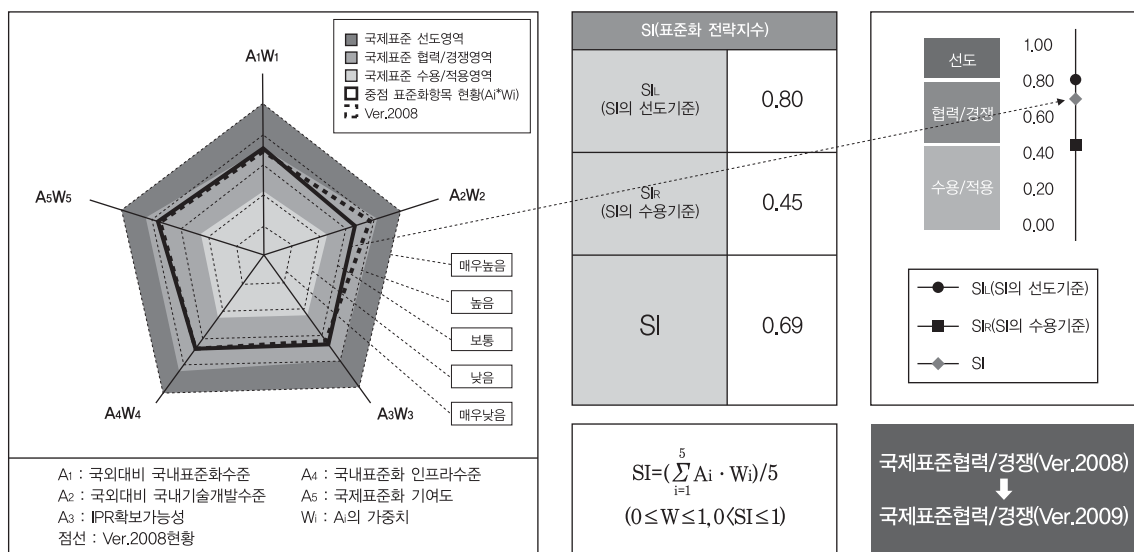 국제표준 선도영역
국제표준 협력/경쟁영역
국제표준 수용/적용영역
중점 표준화항목 현황(Ai*Wi)
Ver.2008
A1W1
A2W2
A3W3
A4W4
A5W5
매우높음
높음
보통
낮음
매우낮음
A1 : 국외대비 국내표준화수준
A2 : 국외대비 국내기술개발수준
A3 : IPR확보가능성
점선 : Ver.2008현황
A4 : 국내표준화 인프라수준
A5 : 국제표준화 기여도
Wi : Ai의 가중치
SI(표준화 전략지수)
SIL
(SI의 선도기준)
0.80
SIR
(SI의 수용기준)
0.45
SI
0.69
SI=(∑ Ai · Wi)/5
5
i=1
(0≤W≤1, 0<SI≤1)
선도
협력/경쟁
수용/적용
1.00
0.80
0.60
0.40
0.20
0.00
SIL(SI의 선도기준)
SIR(SI의 수용기준)
SI
국제표준협력/경쟁(Ver.2008)
국제표준협력/경쟁(Ver.2009)